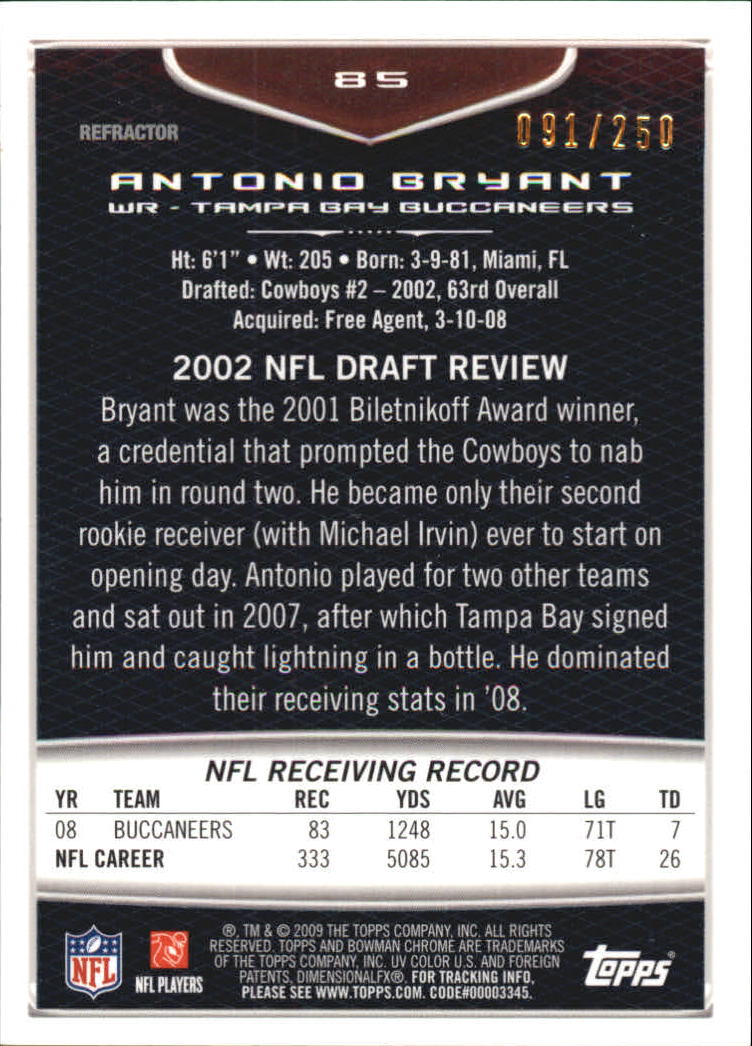 85
REFRACTOR
091/250
ANTONIO BRYANT
WR - TAMPA BAY BUCCANEERS
Ht: 6'1" • Wt: 205 • Born: 3-9-81, Miami, FL
Drafted: Cowboys #2 – 2002, 63rd Overall
Acquired: Free Agent, 3-10-08
2002 NFL DRAFT REVIEW
Bryant was the 2001 Biletnikoff Award winner,
a credential that prompted the Cowboys to nab
him in round two. He became only their second
rookie receiver (with Michael Irvin) ever to start on
opening day. Antonio played for two other teams
and sat out in 2007, after which Tampa Bay signed
him and caught lightning in a bottle. He dominated
their receiving stats in '08.
NFL RECEIVING RECORD
YR TEAM REC YDS AVG LG TD
08 BUCCANEERS 83 1248 15.0 71T 7
NFL CAREER 333 5085 15.3 78T 26
®, TM & © 2009 THE TOPPS COMPANY, INC. ALL RIGHTS
RESERVED. TOPPS AND BOWMAN CHROME ARE TRADEMARKS
OF THE TOPPS COMPANY, INC. UV COLOR U.S. AND FOREIGN
PATENTS, DIMENSIONALFX®. FOR TRACKING INFO,
PLEASE SEE WWW.TOPPS.COM. CODE#00003345.
NFL
NFL PLAYERS
topps®